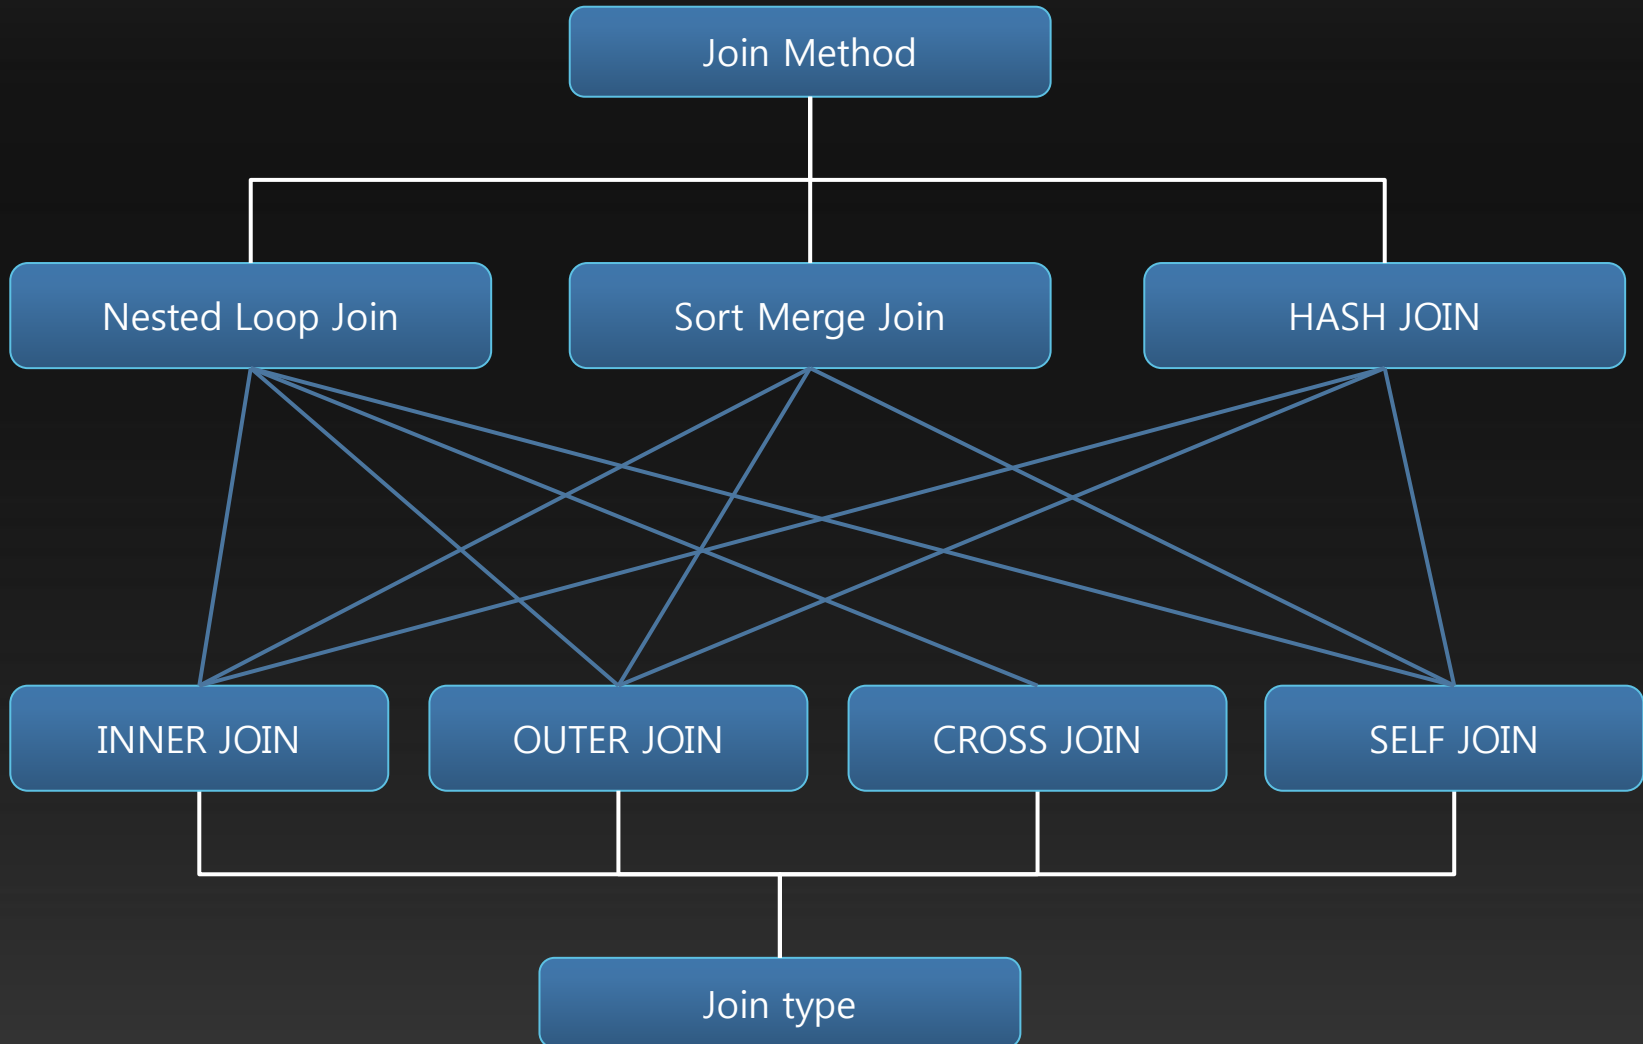 Join Method
Nested Loop Join
Sort Merge Join
HASH JOIN
INNER JOIN
OUTER JOIN
CROSS JOIN
SELF JOIN
Join type